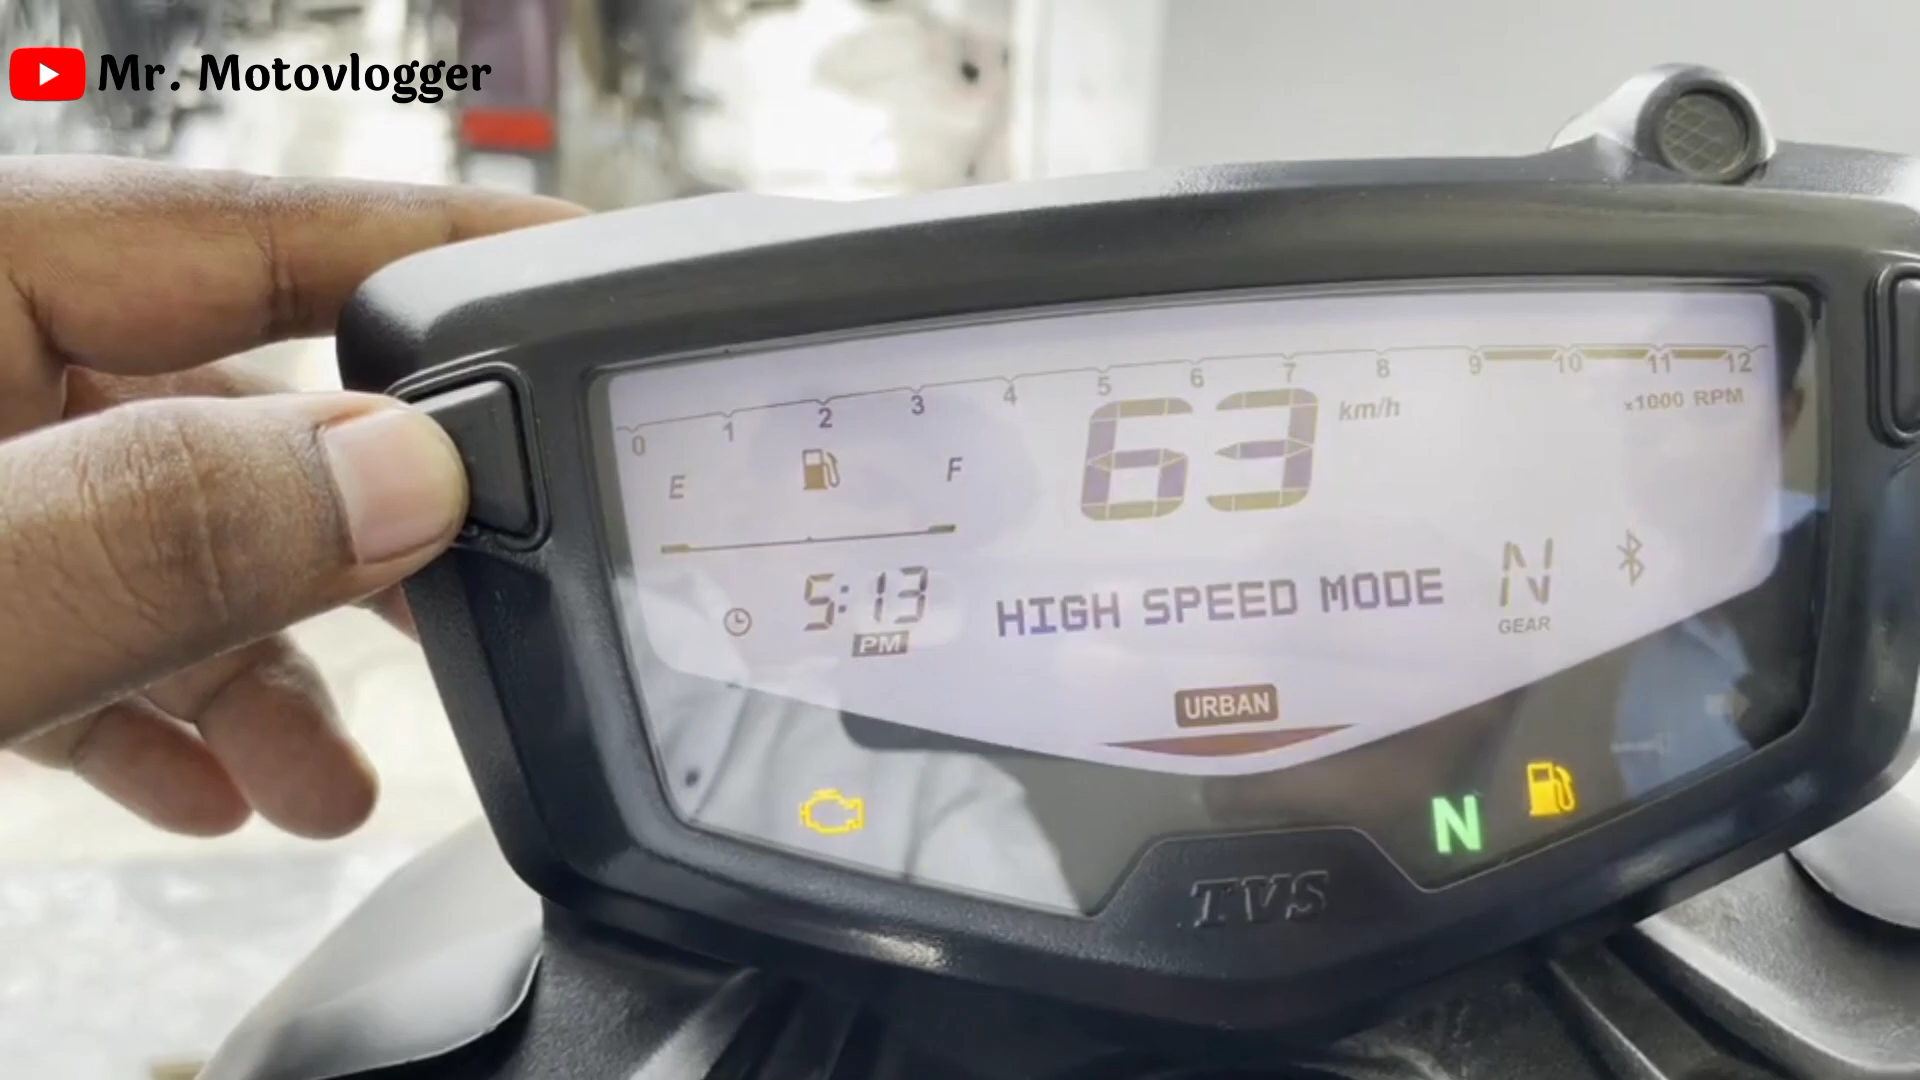 Mr. Motovlogger
0 1 2 3 4 5 6 7 8 9 10 11 12
x1000 RPM
63 km/h
E F
5:13
PM
HIGH SPEED MODE
N
GEAR
URBAN
N
TVS